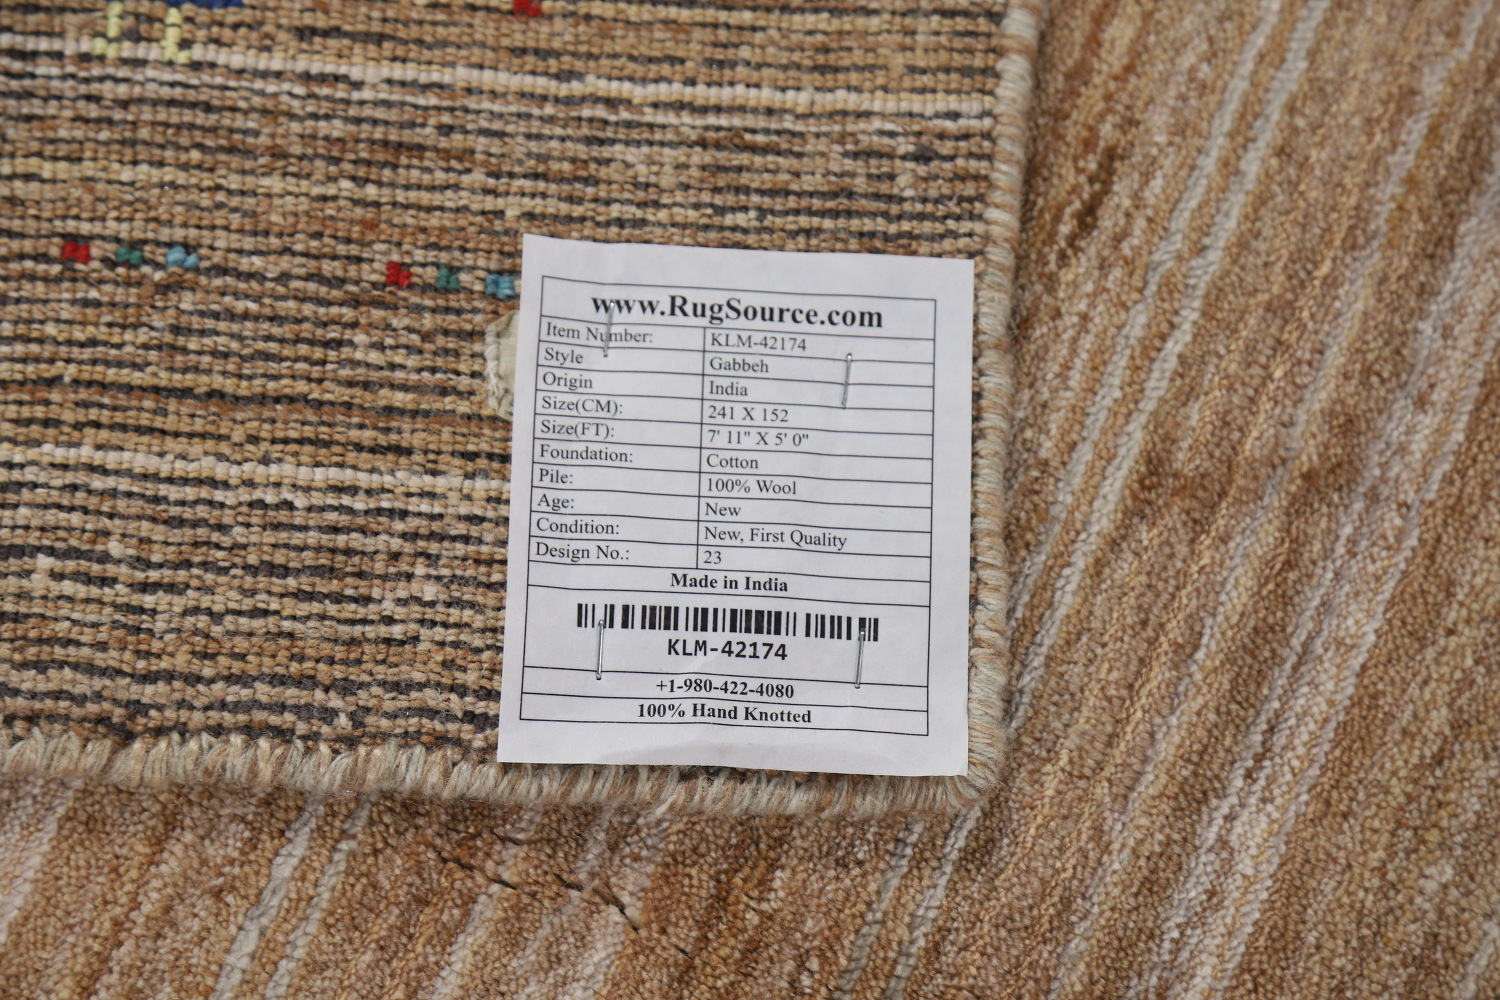 www.RugSource.com
Item Number: KLM-42174
Style Gabbeh
Origin India
Size(CM): 241 X 152
Size(FT): 7' 11" X 5' 0"
Foundation: Cotton
Pile: 100% Wool
Age: New
Condition: New, First Quality
Design No.: 23
Made in India
KLM-42174
+1-980-422-4080
100% Hand Knotted